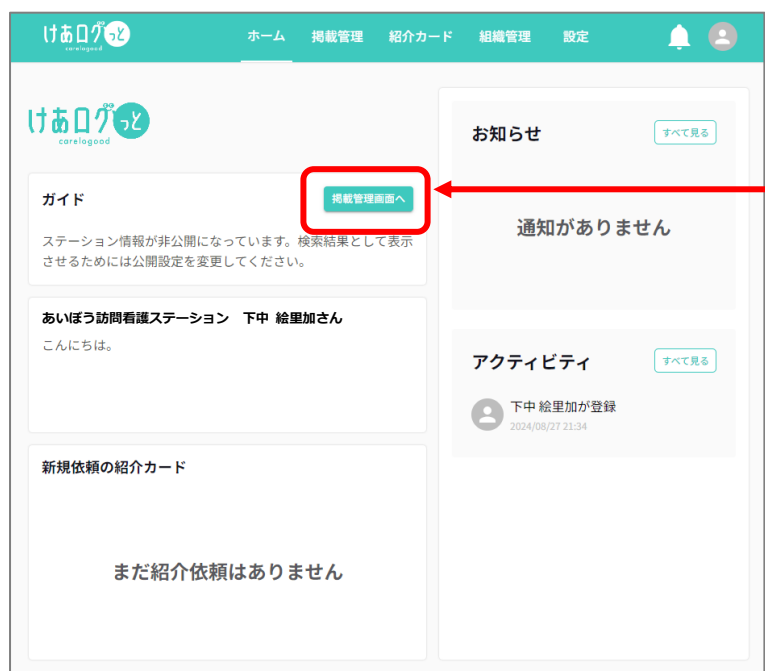 けあログっと
carelogood
ホーム 掲載管理 紹介カード 組織管理 設定
けあログっと
carelogood
ガイド
掲載管理画面へ
ステーション情報が非公開になっています。検索結果として表示
させるためには公開設定を変更してください。
あいぼう訪問看護ステーション 下中 絵里加さん
こんにちは。
新規依頼の紹介カード
まだ紹介依頼はありません
お知らせ
すべて見る
通知がありません
アクティビティ
すべて見る
下中 絵里加が登録
2024/08/27 21:34